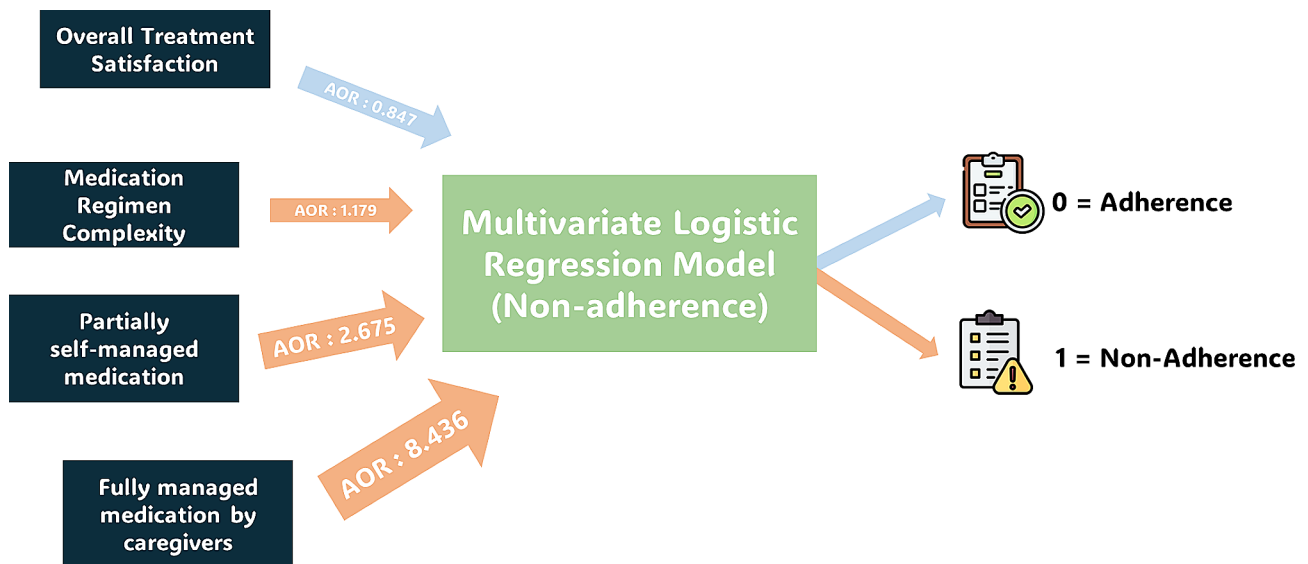 Overall Treatment
Satisfaction
AOR : 0.847
Medication
Regimen
Complexity
AOR : 1.179
Partially
self-managed
medication
AOR : 2.675
Fully managed
medication by
caregivers
AOR : 8.436
Multivariate Logistic
Regression Model
(Non-adherence)
0 = Adherence
1 = Non-Adherence